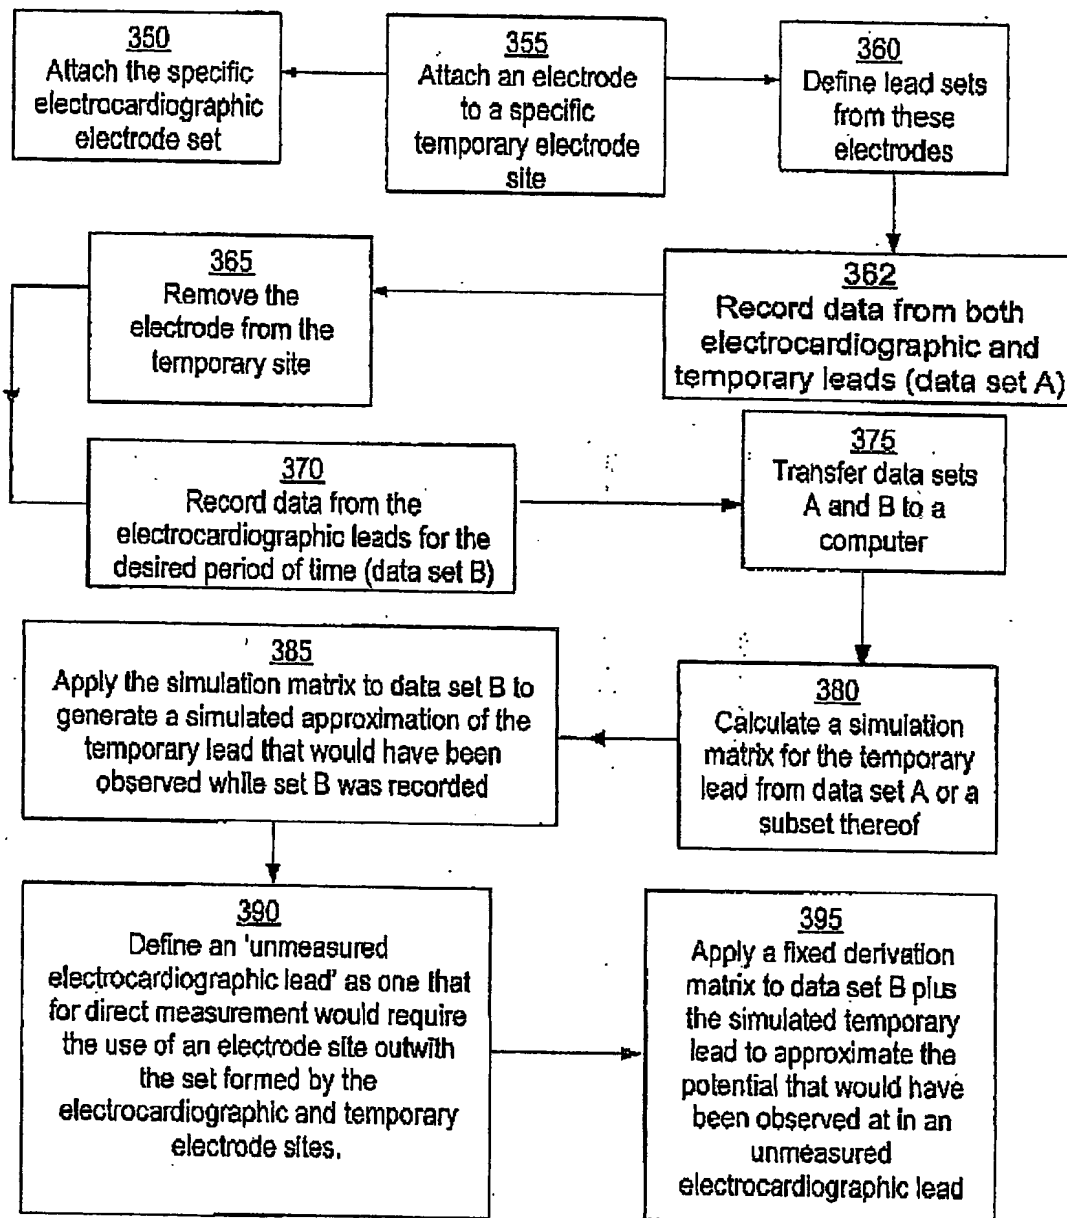 350
Attach the specific
electrocardiographic
electrode set
355
Attach an electrode
to a specific
temporary electrode
site
360
Define lead sets
from these
electrodes
365
Remove the
electrode from the
temporary site
362
Record data from both
electrocardiographic and
temporary leads (data set A)
370
Record data from the
electrocardiographic leads for the
desired period of time (data set B)
375
Transfer data sets
A and B to a
computer
385
Apply the simulation matrix to data set B to
generate a simulated approximation of the
temporary lead that would have been
observed while set B was recorded
380
Calculate a simulation
matrix for the temporary
lead from data set A or a
subset thereof
390
Define an 'unmeasured
electrocardiographic lead' as one that
for direct measurement would require
the use of an electrode site outwith
the set formed by the
electrocardiographic and temporary
electrode sites.
395
Apply a fixed derivation
matrix to data set B plus
the simulated temporary
lead to approximate the
potential that would have
been observed at in an
unmeasured
electrocardiographic lead